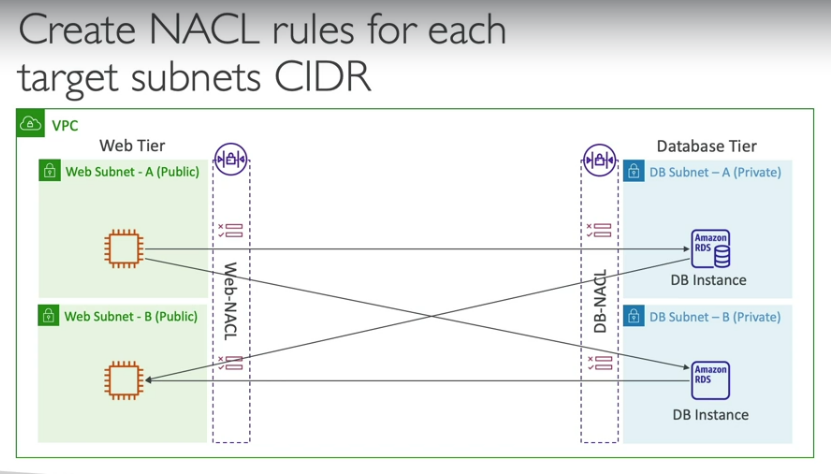 Create NACL rules for each
target subnets CIDR
VPC
Web Tier
Database Tier
Web Subnet - A (Public)
DB Subnet – A (Private)
Web-NACL
DB-NACL
Amazon
RDS
DB Instance
Web Subnet - B (Public)
DB Subnet – B (Private)
Amazon
RDS
DB Instance